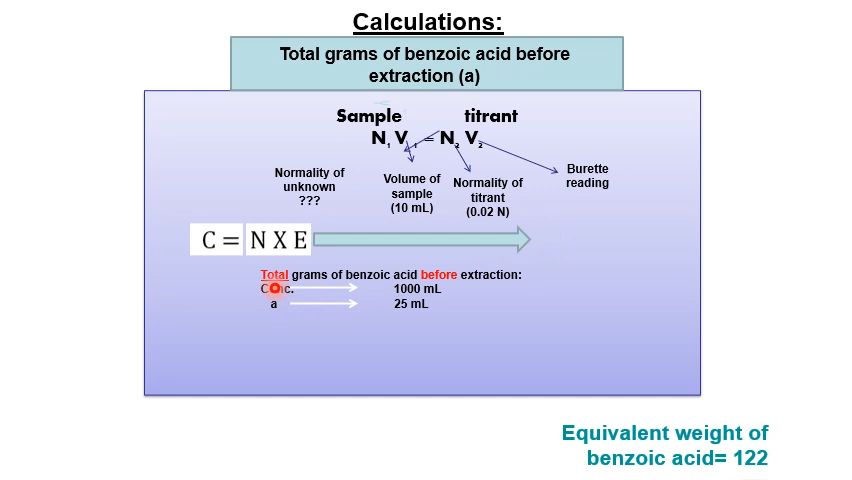 Calculations:
Total grams of benzoic acid before
extraction (a)
Sample titrant
N₁ V₁ = N₂ V₂
Normality of
unknown
???
Volume of
sample
(10 mL)
Normality of
titrant
(0.02 N)
Burette
reading
C = N X E
Total grams of benzoic acid before extraction:
Conc. 1000 mL
a 25 mL
Equivalent weight of
benzoic acid= 122